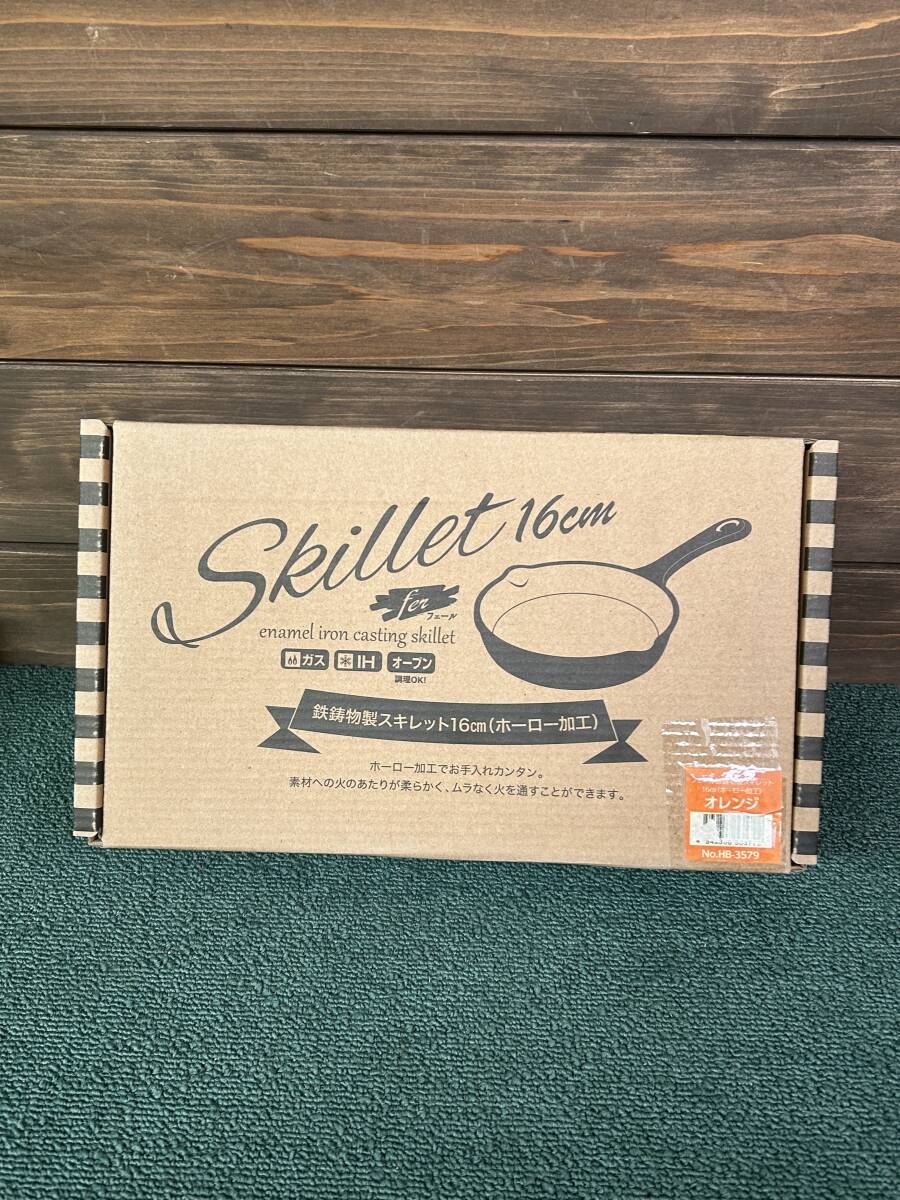 Skillet 16cm
fer
フェール
enamel iron casting skillet
ガス IH オーブン
調理OK!
鉄鋳物製スキレット16cm(ホーロー加工)
ホーロー加工でお手入れカンタン。
素材への火のあたりが柔らかく、ムラなく火を通すことができます。
16cm(ホーロー加工)
オレンジ
No.HB-3579